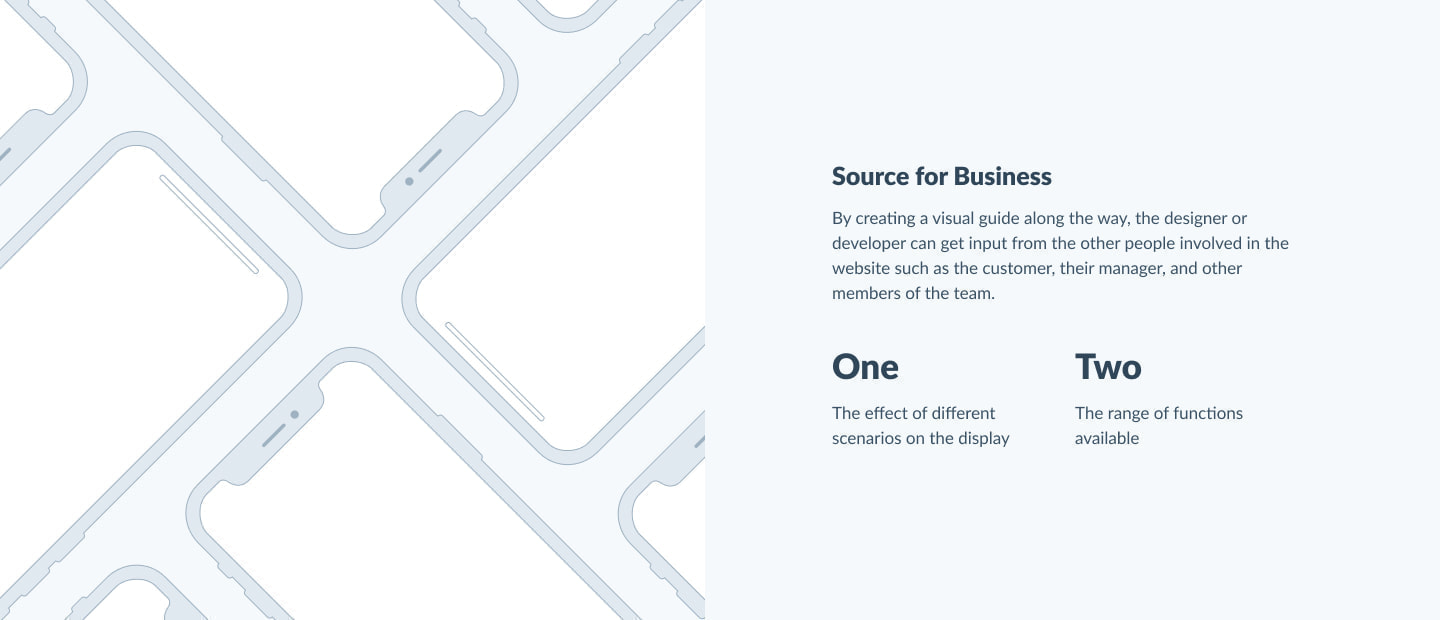 Source for Business
By creating a visual guide along the way, the designer or
developer can get input from the other people involved in the
website such as the customer, their manager, and other
members of the team.
One
The effect of different
scenarios on the display
Two
The range of functions
available